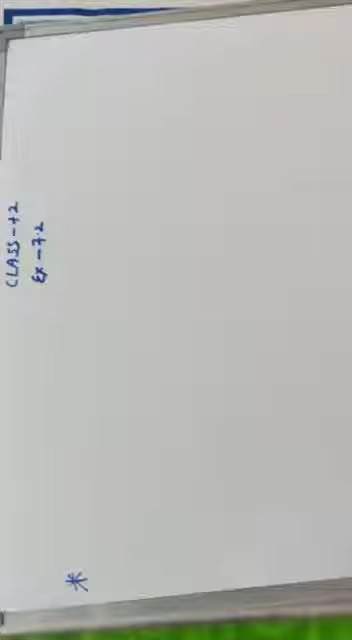 CLASS - +2
Ex - 7.2
*